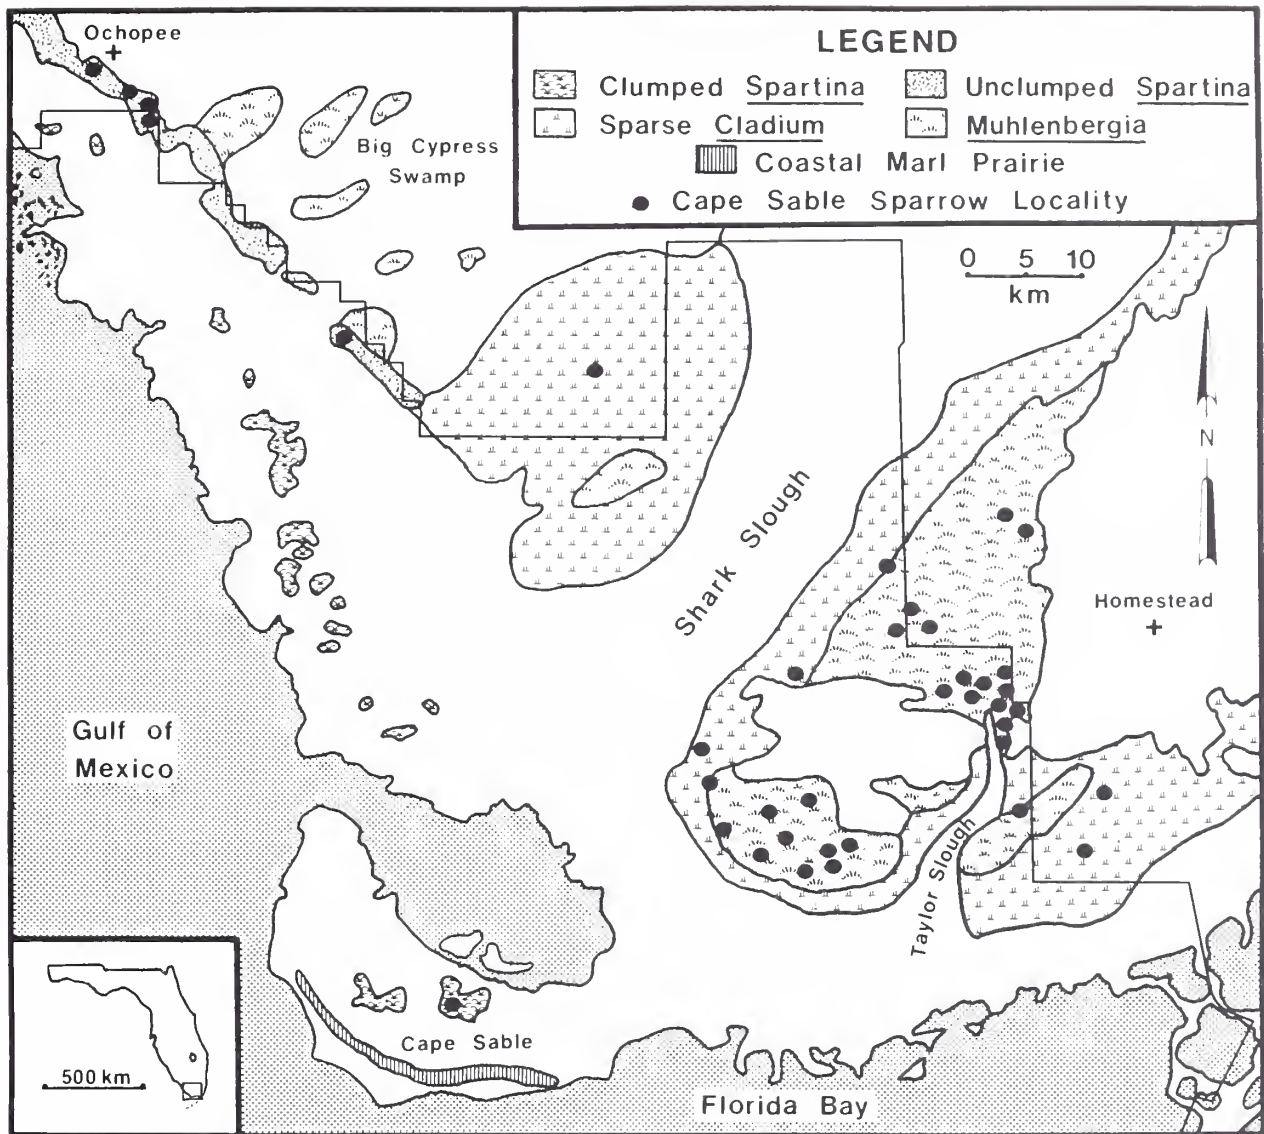 Ochopee
LEGEND
Clumped Spartina
Unclumped Spartina
Sparse Cladium
Muhlenbergia
Coastal Marl Prairie
Cape Sable Sparrow Locality
Big Cypress
Swamp
0 5 10
km
N
Shark Slough
Homestead
Gulf of
Mexico
Taylor Slough
Cape Sable
500 km
Florida Bay